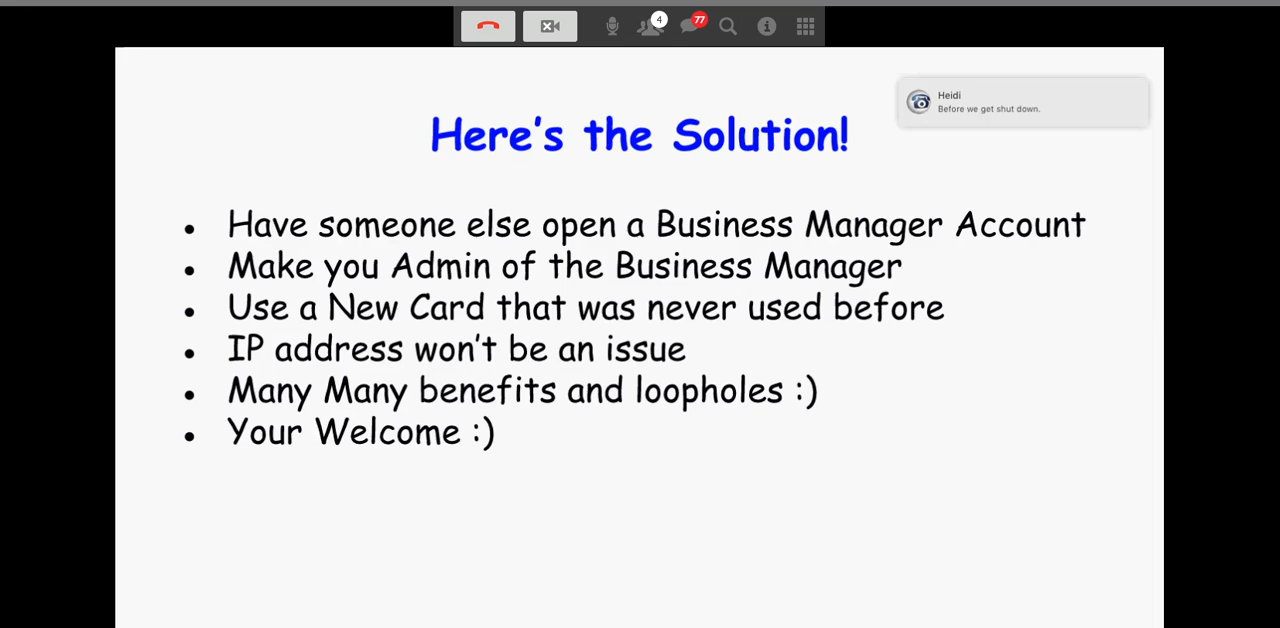 4
77
Heidi
Before we get shut down.
Here's the Solution!
• Have someone else open a Business Manager Account
• Make you Admin of the Business Manager
• Use a New Card that was never used before
• IP address won't be an issue
• Many Many benefits and loopholes :)
• Your Welcome :)